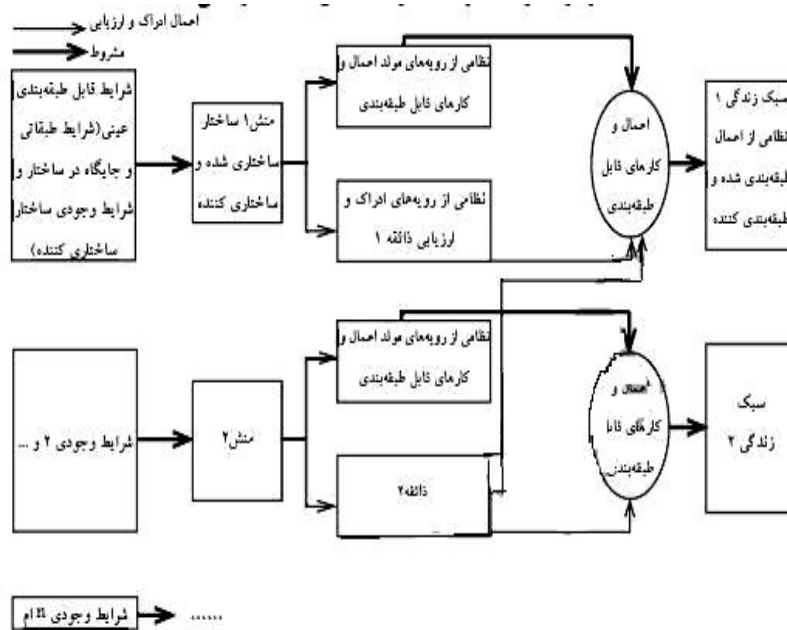 اعمال ادراک و ارزیابی
مشروط
شرایط قابل طبقه‌بندی
عینی(شرایط طبقاتی
و جایگاه در ساختار و
شرایط وجودی ساختار
ساختاری کننده)
منش۱ ساختار
ساختاری شده و
ساختاری کننده
نظامی از رویه‌های مولد اعمال و
کارهای قابل طبقه‌بندی
نظامی از رویه‌های ادراک و
ارزیابی ذائقه ۱
اعمال و
کارهای قابل
طبقه‌بندی
سبک زندگی ۱
نظامی از اعمال
طبقه‌بندی شده و
طبقه‌بندی کننده
شرایط وجودی ۲ و ...
منش۲
نظامی از رویه‌های مولد اعمال و
کارهای قابل طبقه‌بندی
ذائقه۲
اعمال و
کارهای قابل
طبقه‌بندی
سبک
زندگی ۲
شرایط وجودی n ام
......